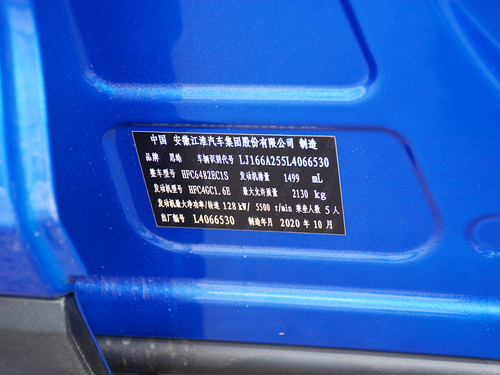 中国 安徽江淮汽车集团股份有限公司 制造
品牌 思皓 车辆识别代号 LJ166A255L4066530
整车型号 HFC6482EC1S 发动机排量 1499 mL
发动机型号 HFC4GC1.6E 最大允许质量 2130 kg
发动机最大净功率/转速 128 kW/ 5500 r/min 乘坐人数 5 人
出厂编号 L4066530 制造年月 2020 年 10 月